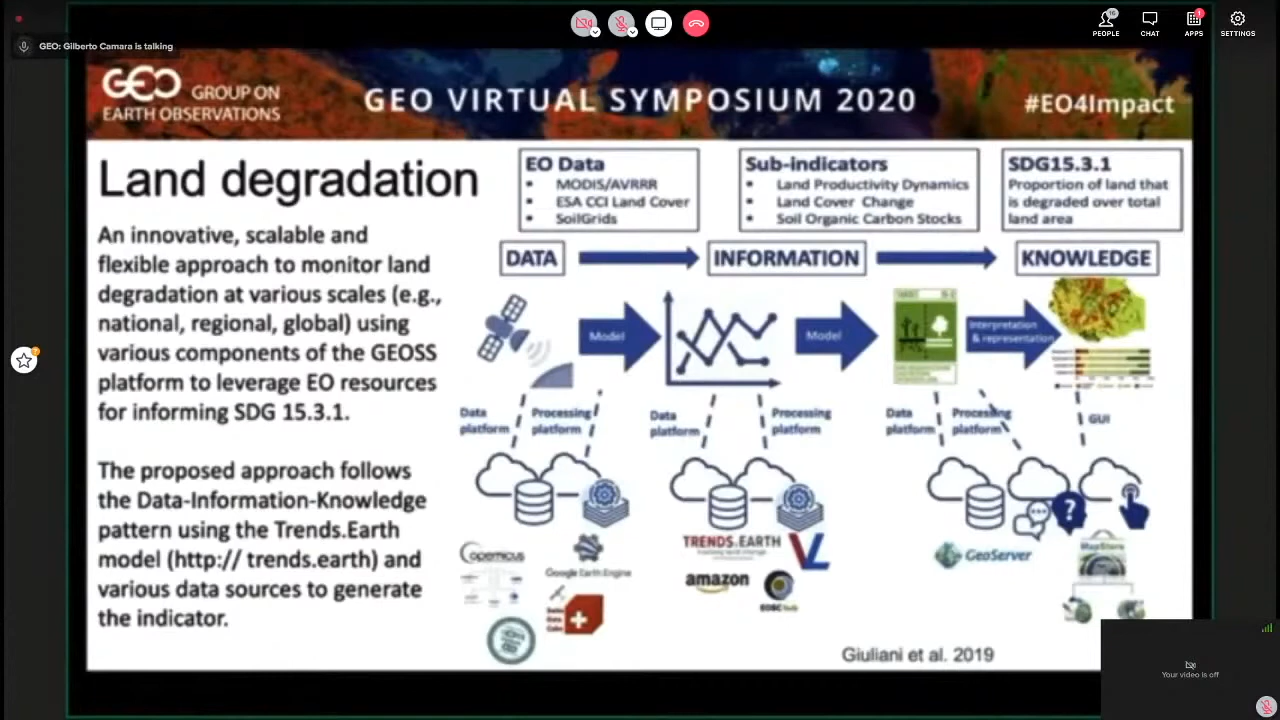 GEO: Gilberto Camara is talking
PEOPLE
16
CHAT
APPS
1
SETTINGS
GEO GROUP ON
EARTH OBSERVATIONS
GEO VIRTUAL SYMPOSIUM 2020
#EO4Impact
Land degradation
An innovative, scalable and
flexible approach to monitor land
degradation at various scales (e.g.,
national, regional, global) using
various components of the GEOSS
platform to leverage EO resources
for informing SDG 15.3.1.
The proposed approach follows
the Data-Information-Knowledge
pattern using the Trends.Earth
model (http:// trends.earth) and
various data sources to generate
the indicator.
EO Data
• MODIS/AVRRR
• ESA CCI Land Cover
• SoilGrids
Sub-indicators
• Land Productivity Dynamics
• Land Cover Change
• Soil Organic Carbon Stocks
SDG15.3.1
Proportion of land that
is degraded over total
land area
DATA
INFORMATION
KNOWLEDGE
Model
Model
Interpretation
& representation
Data
platform
Processing
platform
Data
platform
Processing
platform
Data
platform
Processing
platform
GUI
?
Copernicus
Google Earth Engine
TRENDS.EARTH
VL
amazon
EOSC hub
GeoServer
MapStore
Giuliani et al. 2019
Your video is off